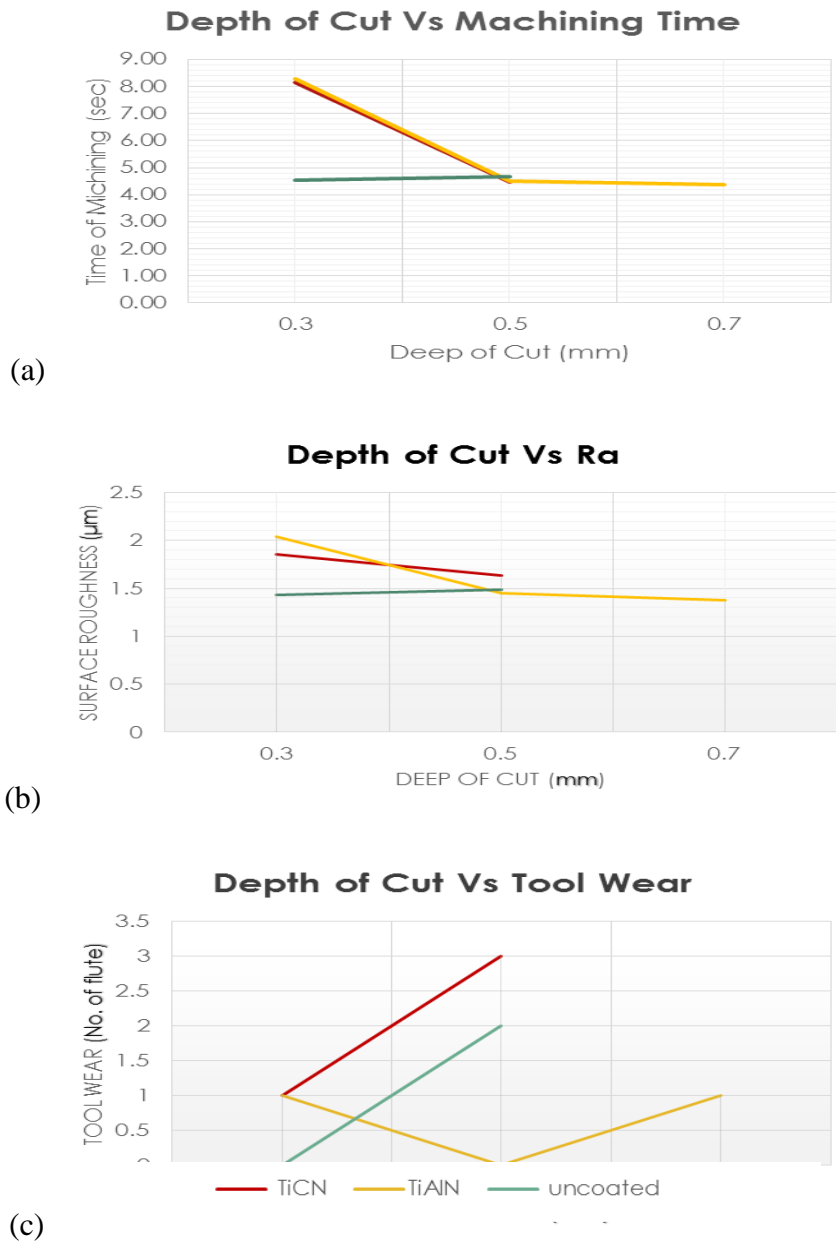 Depth of Cut Vs Machining Time
Time of Michining (sec)
9.00
8.00
7.00
6.00
5.00
4.00
3.00
2.00
1.00
0.00
0.3 0.5 0.7
Deep of Cut (mm)
(a)
Depth of Cut Vs Ra
SURFACE ROUGHNESS (µm)
2.5
2
1.5
1
0.5
0
0.3 0.5 0.7
DEEP OF CUT (mm)
(b)
Depth of Cut Vs Tool Wear
TOOL WEAR (No. of flute)
3.5
3
2.5
2
1.5
1
0.5
TiCN TiAlN uncoated
(c)